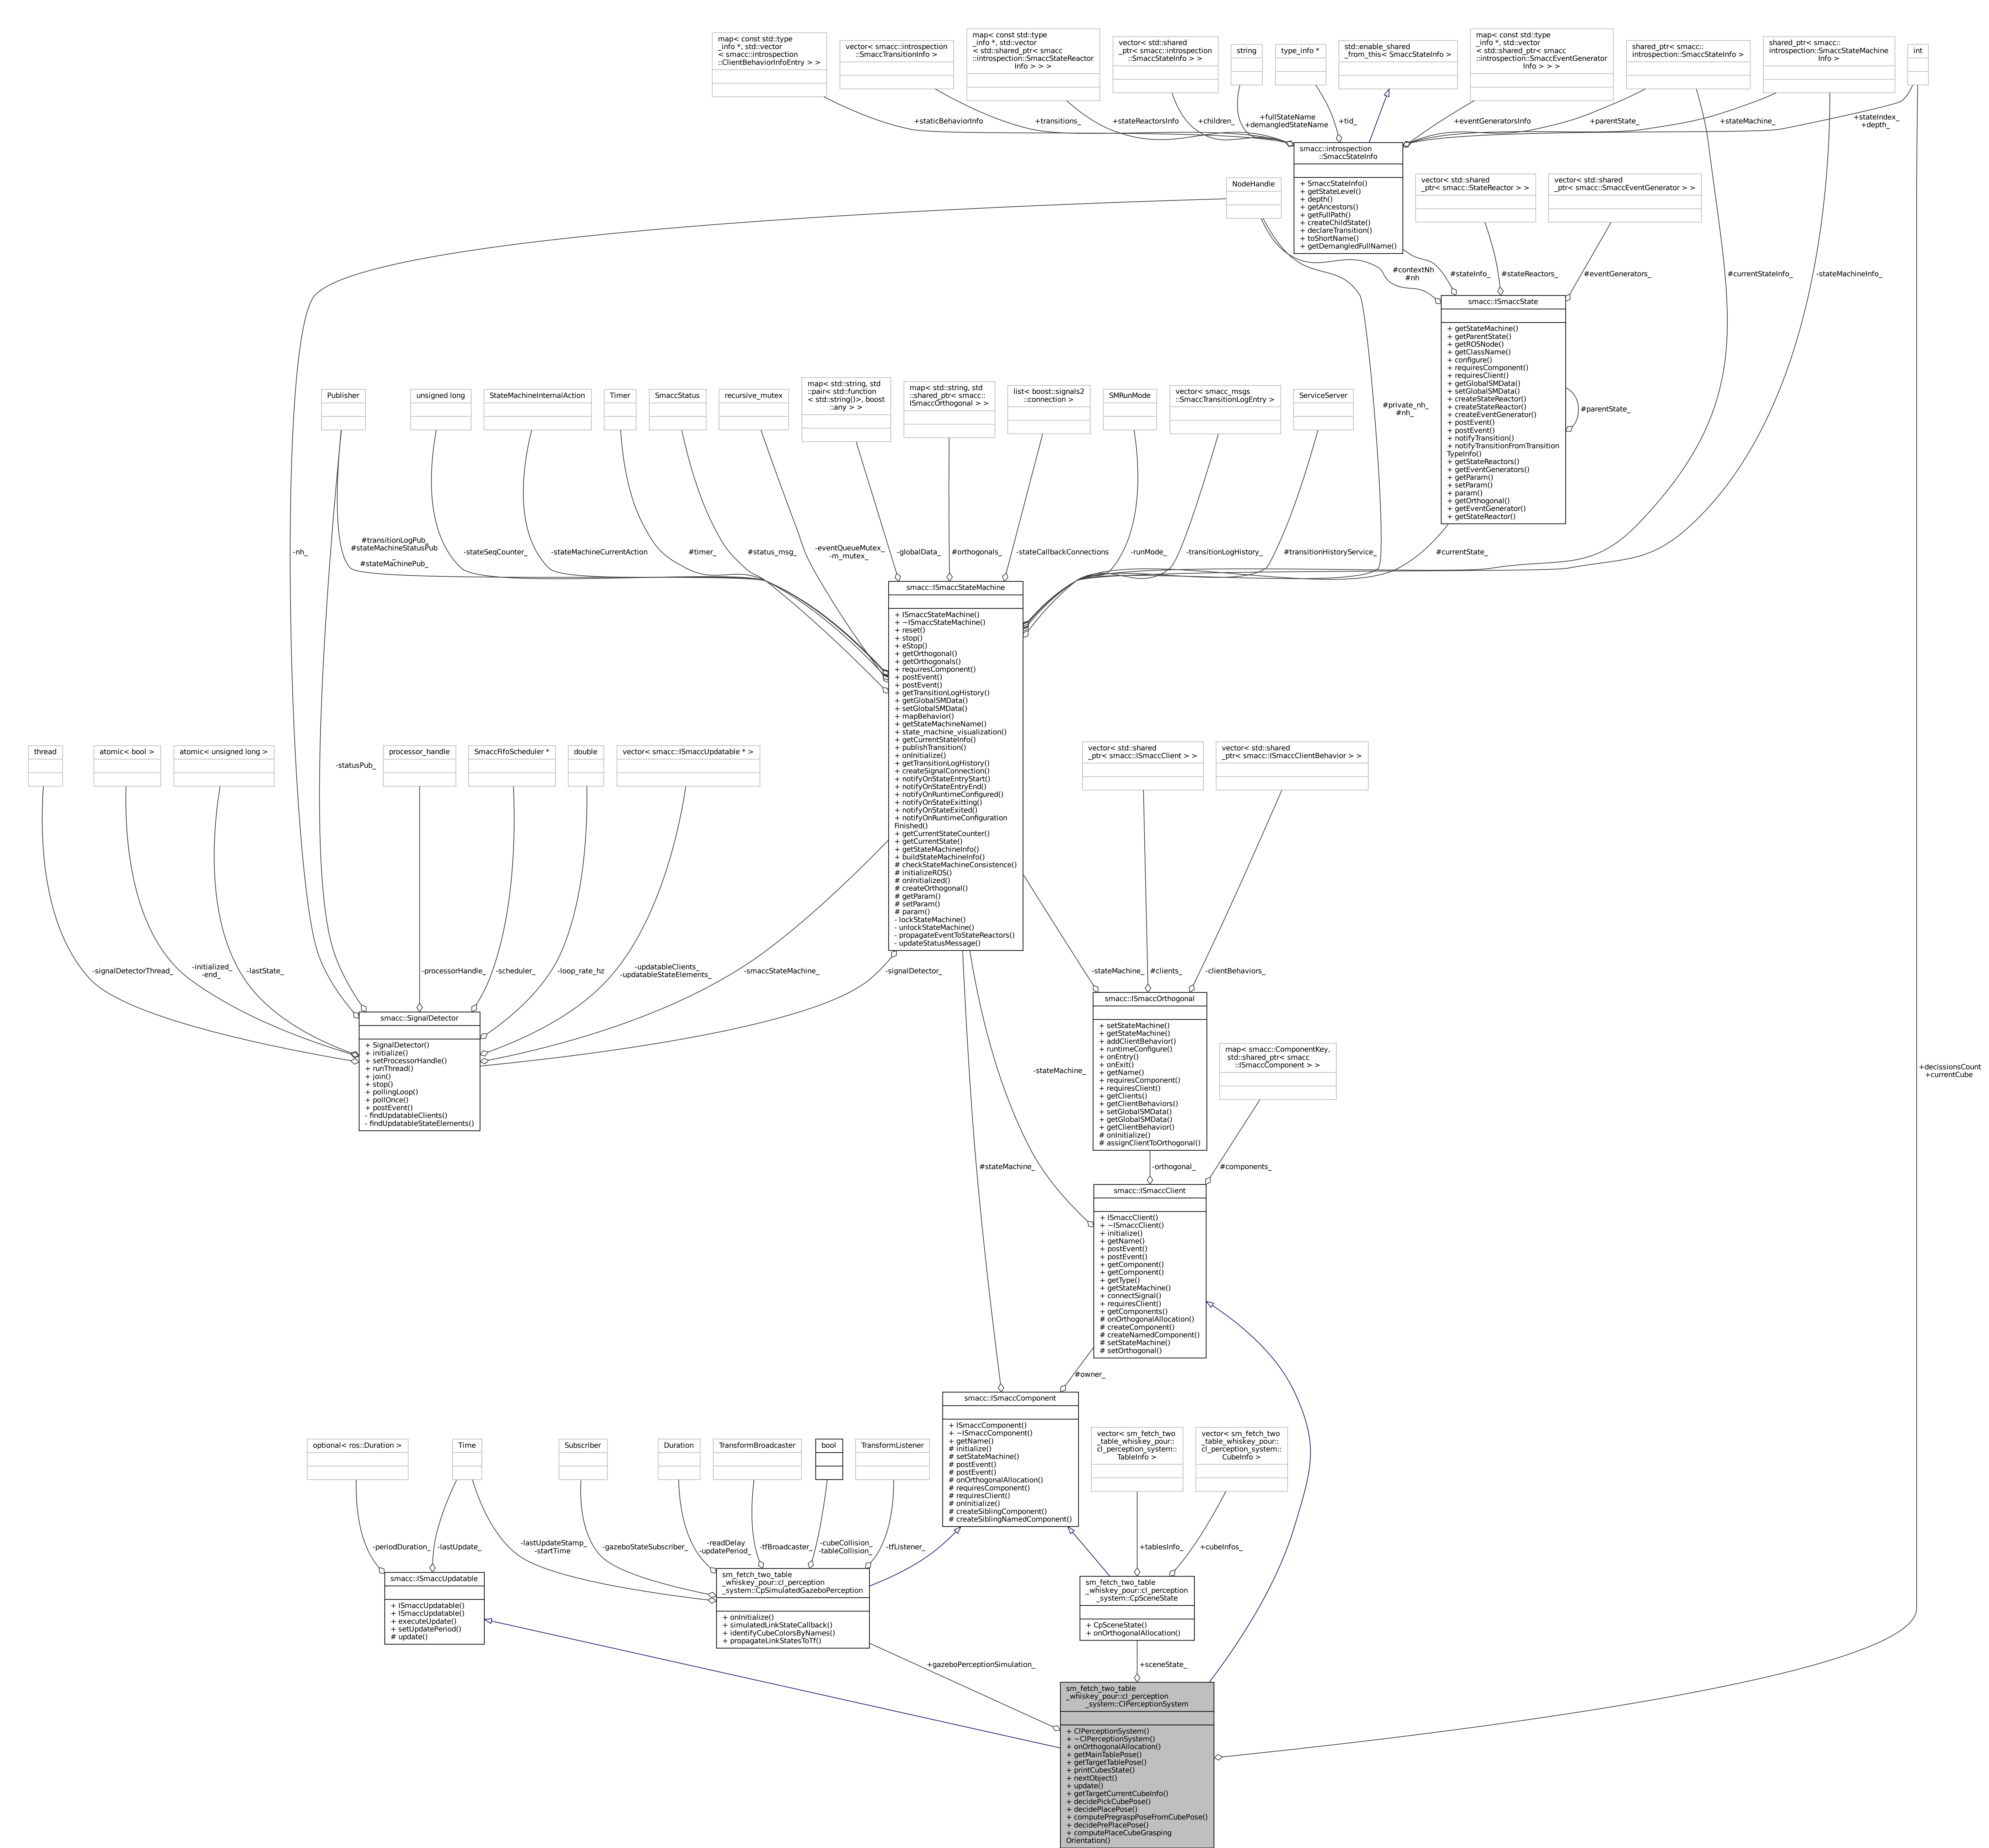 map< const std::type
_info *, std::vector
< smacc::introspection
::ClientBehaviorInfoEntry > >
vector< smacc::introspection
::SmaccTransitionInfo >
map< const std::type
_info *, std::vector
< std::shared_ptr< smacc
::introspection::SmaccStateReactor
Info > > >
vector< std::shared
_ptr< smacc::introspection
::SmaccStateInfo > >
string
type_info *
std::enable_shared
_from_this< SmaccStateInfo >
map< const std::type
_info *, std::vector
< std::shared_ptr< smacc
::introspection::SmaccEventGenerator
Info > > >
shared_ptr< smacc::
introspection::SmaccStateInfo >
shared_ptr< smacc::
introspection::SmaccStateMachine
Info >
int
+staticBehaviorInfo
+transitions_
+stateReactorsInfo
+children_
+fullStateName
+demangledStateName
+tid_
+eventGeneratorsInfo
+parentState_
+stateMachine_
+stateIndex_
+depth_
smacc::introspection
::SmaccStateInfo
+ SmaccStateInfo()
+ getStateLevel()
+ depth()
+ getAncestors()
+ getFullPath()
+ createChildState()
+ declareTransition()
+ toShortName()
+ getDemangledFullName()
NodeHandle
vector< std::shared
_ptr< smacc::StateReactor > >
vector< std::shared
_ptr< smacc::SmaccEventGenerator > >
#contextNh
#nh
#stateInfo_
#stateReactors_
#eventGenerators_
#currentStateInfo_
-stateMachineInfo_
smacc::ISmaccState
+ getStateMachine()
+ getParentState()
+ getROSNode()
+ getClassName()
+ configure()
+ requiresComponent()
+ requiresClient()
+ getGlobalSMData()
+ setGlobalSMData()
+ createStateReactor()
+ createStateReactor()
+ createEventGenerator()
+ postEvent()
+ postEvent()
+ notifyTransition()
+ notifyTransitionFromTransition
TypeInfo()
+ getStateReactors()
+ getEventGenerators()
+ getParam()
+ setParam()
+ param()
+ getOrthogonal()
+ getEventGenerator()
+ getStateReactor()
#parentState_
Publisher
unsigned long
StateMachineInternalAction
Timer
SmaccStatus
recursive_mutex
map< std::string, std
::pair< std::function
< std::string()>, boost
::any > >
map< std::string, std
::shared_ptr< smacc::
ISmaccOrthogonal > >
list< boost::signals2
::connection >
SMRunMode
vector< smacc_msgs
::SmaccTransitionLogEntry >
ServiceServer
#private_nh_
#nh_
-nh_
#transitionLogPub_
#stateMachineStatusPub
_
#stateMachinePub_
-stateSeqCounter_
-stateMachineCurrentAction
#timer_
#status_msg_
-eventQueueMutex_
-m_mutex_
-globalData_
#orthogonals_
-stateCallbackConnections
-runMode_
-transitionLogHistory_
#transitionHistoryService_
#currentState_
smacc::ISmaccStateMachine
+ ISmaccStateMachine()
+ ~ISmaccStateMachine()
+ reset()
+ stop()
+ eStop()
+ getOrthogonal()
+ getOrthogonals()
+ requiresComponent()
+ postEvent()
+ postEvent()
+ getTransitionLogHistory()
+ getGlobalSMData()
+ setGlobalSMData()
+ mapBehavior()
+ getStateMachineName()
+ state_machine_visualization()
+ getCurrentStateInfo()
+ publishTransition()
+ onInitialize()
+ getTransitionLogHistory()
+ createSignalConnection()
+ notifyOnStateEntryStart()
+ notifyOnStateEntryEnd()
+ notifyOnRuntimeConfigured()
+ notifyOnStateExitting()
+ notifyOnStateExited()
+ notifyOnRuntimeConfiguration
Finished()
+ getCurrentStateCounter()
+ getCurrentState()
+ getStateMachineInfo()
+ buildStateMachineInfo()
# checkStateMachineConsistence()
# initializeROS()
# onInitialized()
# createOrthogonal()
# getParam()
# setParam()
# param()
- lockStateMachine()
- unlockStateMachine()
- propagateEventToStateReactors()
- updateStatusMessage()
thread
atomic< bool >
atomic< unsigned long >
-statusPub_
processor_handle
SmaccFifoScheduler *
double
vector< smacc::ISmaccUpdatable * >
vector< std::shared
_ptr< smacc::ISmaccClient > >
vector< std::shared
_ptr< smacc::ISmaccClientBehavior > >
-signalDetectorThread_
-initialized_
-end_
-lastState_
-processorHandle_
-scheduler_
-loop_rate_hz
-updatableClients_
-updatableStateElements_
-smaccStateMachine_
-signalDetector_
-stateMachine_
#clients_
-clientBehaviors_
smacc::SignalDetector
+ SignalDetector()
+ initialize()
+ setProcessorHandle()
+ runThread()
+ join()
+ stop()
+ pollingLoop()
+ pollOnce()
+ postEvent()
- findUpdatableClients()
- findUpdatableStateElements()
smacc::ISmaccOrthogonal
+ setStateMachine()
+ getStateMachine()
+ addClientBehavior()
+ runtimeConfigure()
+ onEntry()
+ onExit()
+ getName()
+ requiresComponent()
+ requiresClient()
+ getClients()
+ getClientBehaviors()
+ setGlobalSMData()
+ getGlobalSMData()
+ getClientBehavior()
# onInitialize()
# assignClientToOrthogonal()
map< smacc::ComponentKey,
std::shared_ptr< smacc
::ISmaccComponent > >
-stateMachine_
+decissionsCount
+currentCube
#stateMachine_
-orthogonal_
#components_
smacc::ISmaccClient
+ ISmaccClient()
+ ~ISmaccClient()
+ initialize()
+ getName()
+ postEvent()
+ postEvent()
+ getComponent()
+ getComponent()
+ getType()
+ getStateMachine()
+ connectSignal()
+ requiresClient()
+ getComponents()
# onOrthogonalAllocation()
# createComponent()
# createNamedComponent()
# setStateMachine()
# setOrthogonal()
#owner_
smacc::ISmaccComponent
+ ISmaccComponent()
+ ~ISmaccComponent()
+ getName()
# initialize()
# setStateMachine()
# postEvent()
# postEvent()
# onOrthogonalAllocation()
# requiresComponent()
# requiresClient()
# onInitialize()
# createSiblingComponent()
# createSiblingNamedComponent()
optional< ros::Duration >
Time
Subscriber
Duration
TransformBroadcaster
bool
TransformListener
vector< sm_fetch_two
_table_whiskey_pour::
cl_perception_system::
TableInfo >
vector< sm_fetch_two
_table_whiskey_pour::
cl_perception_system::
CubeInfo >
-periodDuration_
-lastUpdate_
-lastUpdateStamp_
-startTime
-gazeboStateSubscriber_
-readDelay
-updatePeriod_
-tfBroadcaster_
-cubeCollision_
-tableCollision_
-tfListener_
+tablesInfo_
+cubeInfos_
smacc::ISmaccUpdatable
+ ISmaccUpdatable()
+ ISmaccUpdatable()
+ executeUpdate()
+ setUpdatePeriod()
# update()
sm_fetch_two_table
_whiskey_pour::cl_perception
_system::CpSimulatedGazeboPerception
+ onInitialize()
+ simulatedLinkStateCallback()
+ identifyCubeColorsByNames()
+ propagateLinkStatesToTf()
sm_fetch_two_table
_whiskey_pour::cl_perception
_system::CpSceneState
+ CpSceneState()
+ onOrthogonalAllocation()
+gazeboPerceptionSimulation_
+sceneState_
sm_fetch_two_table
_whiskey_pour::cl_perception
_system::ClPerceptionSystem
+ ClPerceptionSystem()
+ ~ClPerceptionSystem()
+ onOrthogonalAllocation()
+ getMainTablePose()
+ getTargetTablePose()
+ printCubesState()
+ nextObject()
+ update()
+ getTargetCurrentCubeInfo()
+ decidePickCubePose()
+ decidePlacePose()
+ computePregraspPoseFromCubePose()
+ decidePrePlacePose()
+ computePlaceCubeGrasping
Orientation()